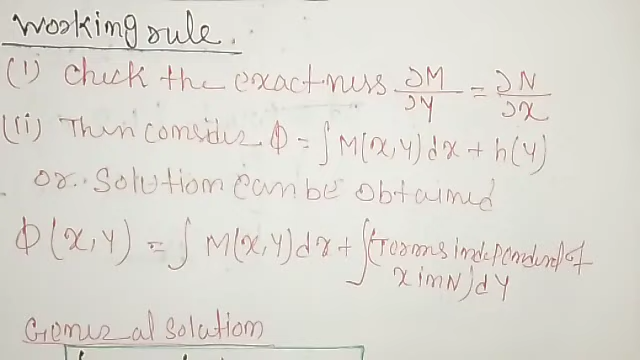 Working rule.
(i) Check the exactness ∂M/∂y = ∂N/∂x
(ii) Then consider Φ = ∫M(x,y)dx + h(y)
or. Solution can be obtained
Φ(x,y) = ∫ M(x,y)dx + ∫(terms independent of
x in N)dy
General solution